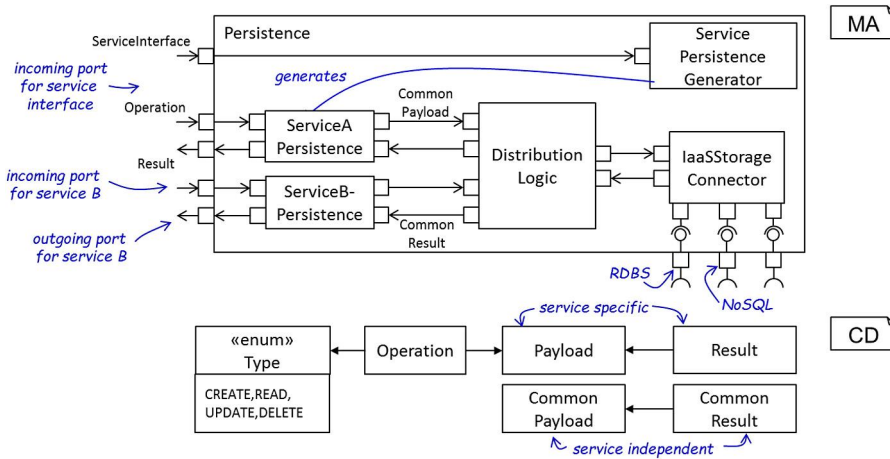 MA
Persistence
ServiceInterface
Service
Persistence
Generator
incoming port
for service
interface
generates
Operation
Common
Payload
ServiceA
Persistence
Result
Distribution
Logic
IaaSStorage
Connector
incoming port
for service B
ServiceB-
Persistence
Common
Result
outgoing port
for service B
RDBS
NoSQL
service specific
CD
«enum»
Type
Operation
Payload
Result
CREATE,READ,
UPDATE,DELETE
Common
Payload
Common
Result
service independent